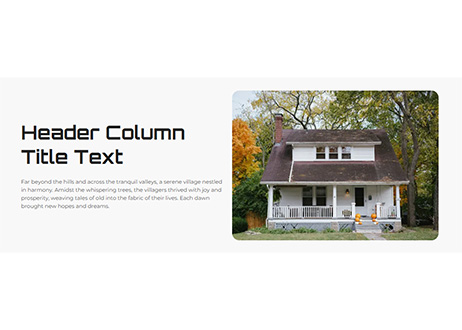 Header Column
Title Text
Far beyond the hills and across the tranquil valleys, a serene village nestled
in harmony. Amidst the whispering trees, the villagers thrived with joy and
prosperity, weaving tales of old into the fabric of their lives. Each dawn
brought new hopes and dreams.